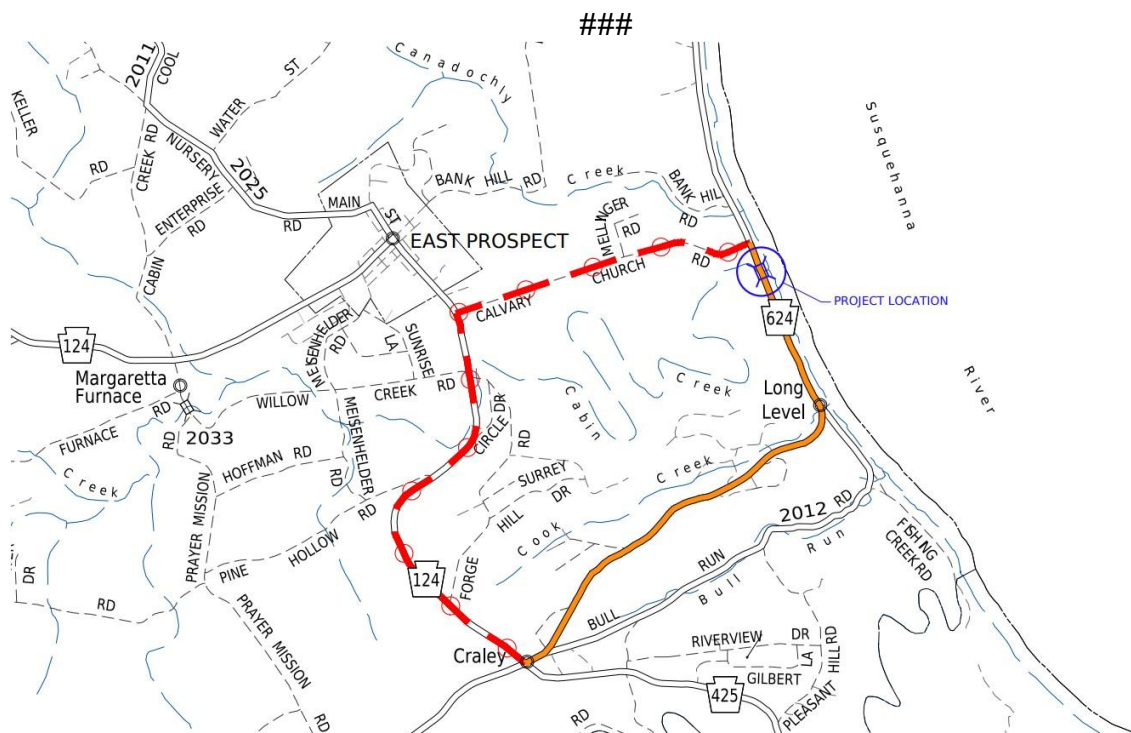 ###
Canadochly
2011
COOL
ST
WATER
KELLER
RD
CREEK RD
NURSERY
2025
ENTERPRISE
RD
RD
MAIN
ST
BANK HILL RD
Creek
BANK HIL
RD
MELLINGER
RD
Susquehanna
EAST PROSPECT
CABIN
CHURCH
RD
CALVARY
PROJECT LOCATION
624
124
MEISENHELDER
RD
LA
SUNRISE
Margaretta
Furnace
WILLOW
CREEK
RD
Creek
Long
Level
River
FURNACE
RD
RD
2033
MEISENHELDER
RD
CIRCLE DR
RD
Cabin
HOFFMAN RD
Creek
SURREY
HILL DR
Creek
Cook
2012
RD
Run
FISHING
CREEK RD
PRAYER MISSION
PINE
HOLLOW
RD
DR
RD
124
FORGE
RUN
BULL
Bull
PRAYER MISSION
RD
Craley
RIVERVIEW
DR
LA
GILBERT
HILL RD
PLEASANT
425
RD